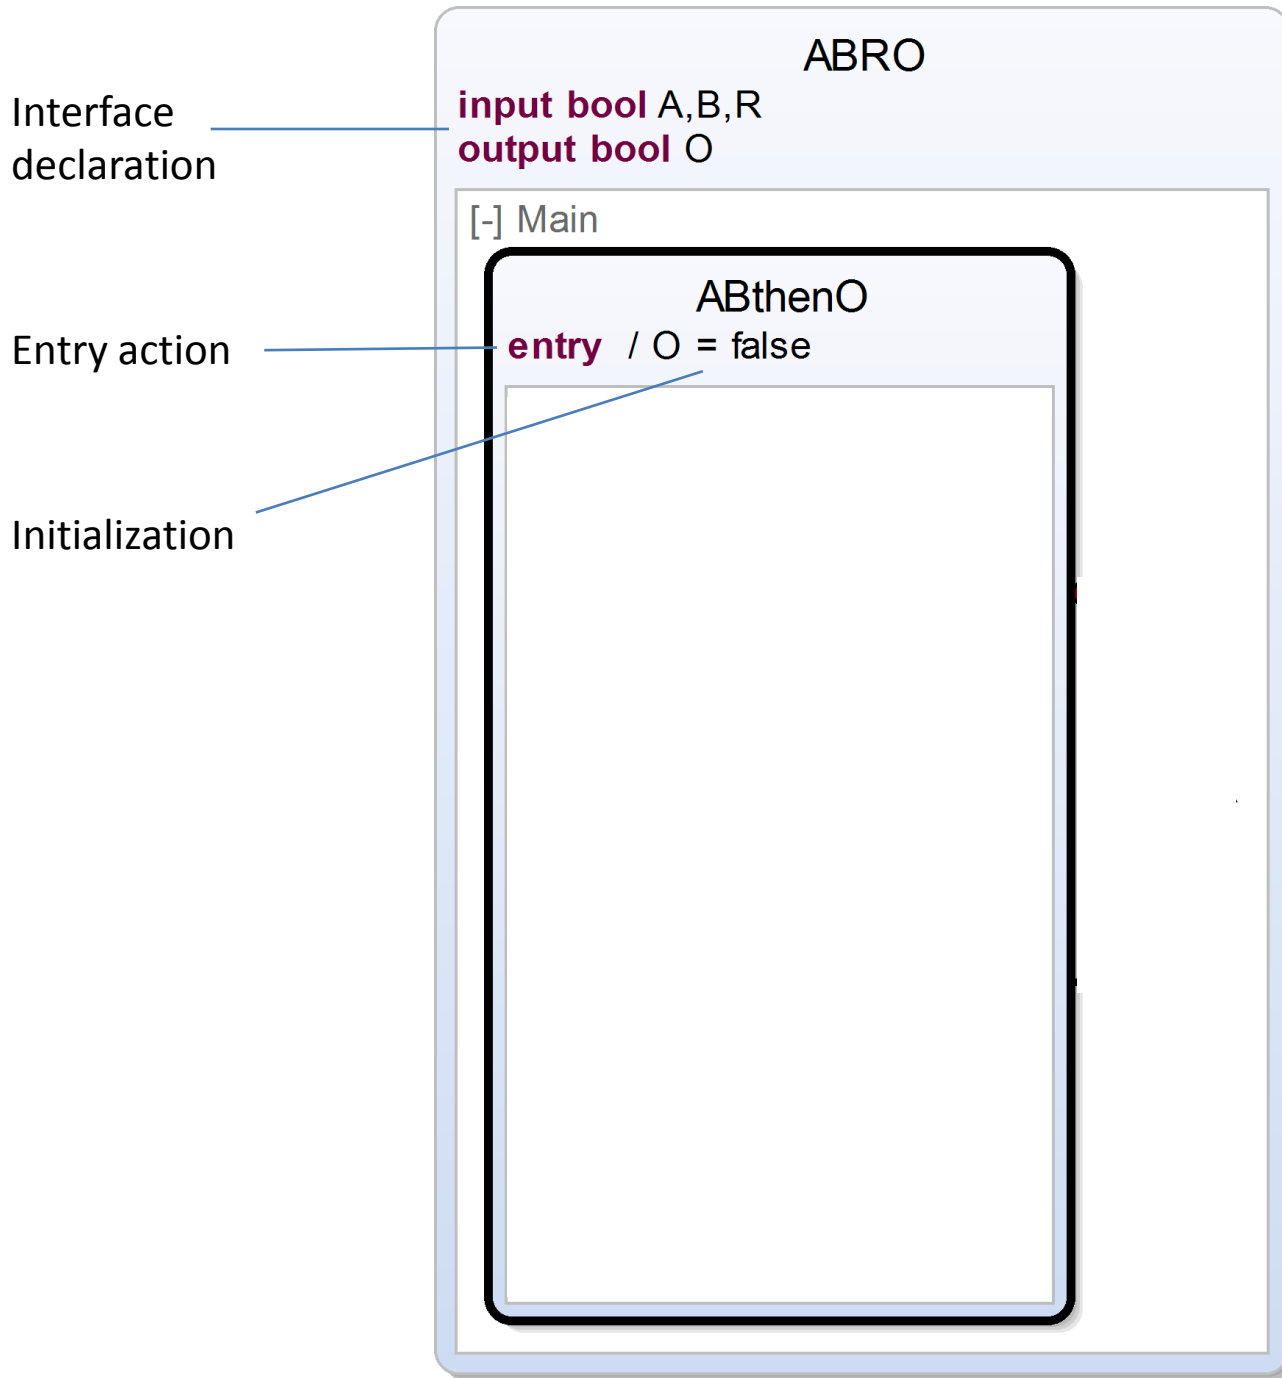 ABRO
Interface
declaration
input bool A,B,R
output bool O
[-] Main
ABthenO
Entry action
entry / O = false
Initialization